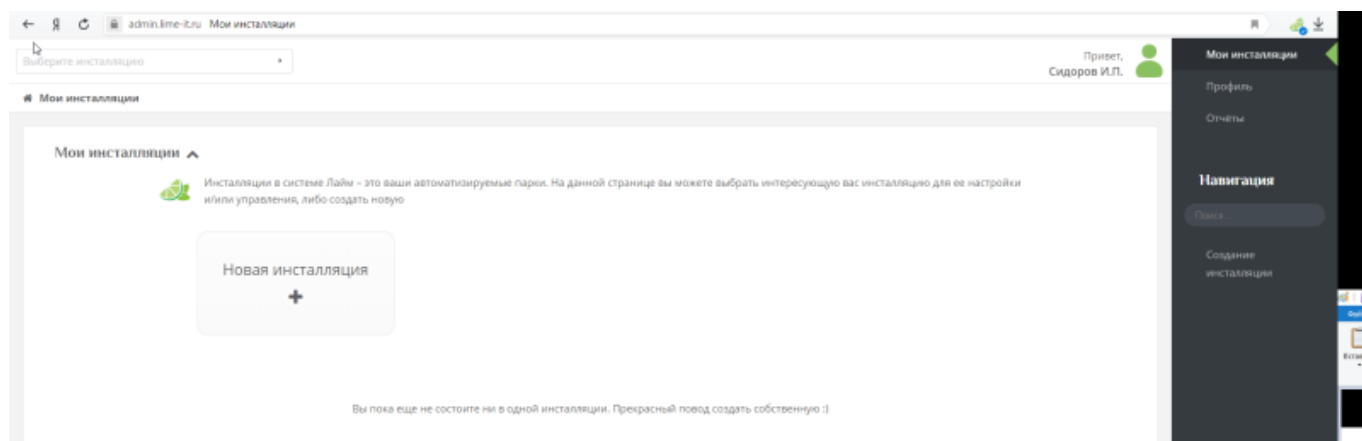 admin.lime-it.ru Мои инсталляции
Выберите инсталляцию
Привет,
Сидоров И.П.
Мои инсталляции
Мои инсталляции
Инсталляции в системе Лайм – это ваши автоматизируемые парки. На данной странице вы можете выбрать интересующую вас инсталляцию для ее настройки
и/или управления, либо создать новую
Новая инсталляция
Вы пока еще не состоите ни в одной инсталляции. Прекрасный повод создать собственную :)
Мои инсталляции
Профиль
Отчёты
Навигация
Поиск...
Создание
инсталляции